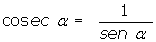 cosec α = 1 / sen α